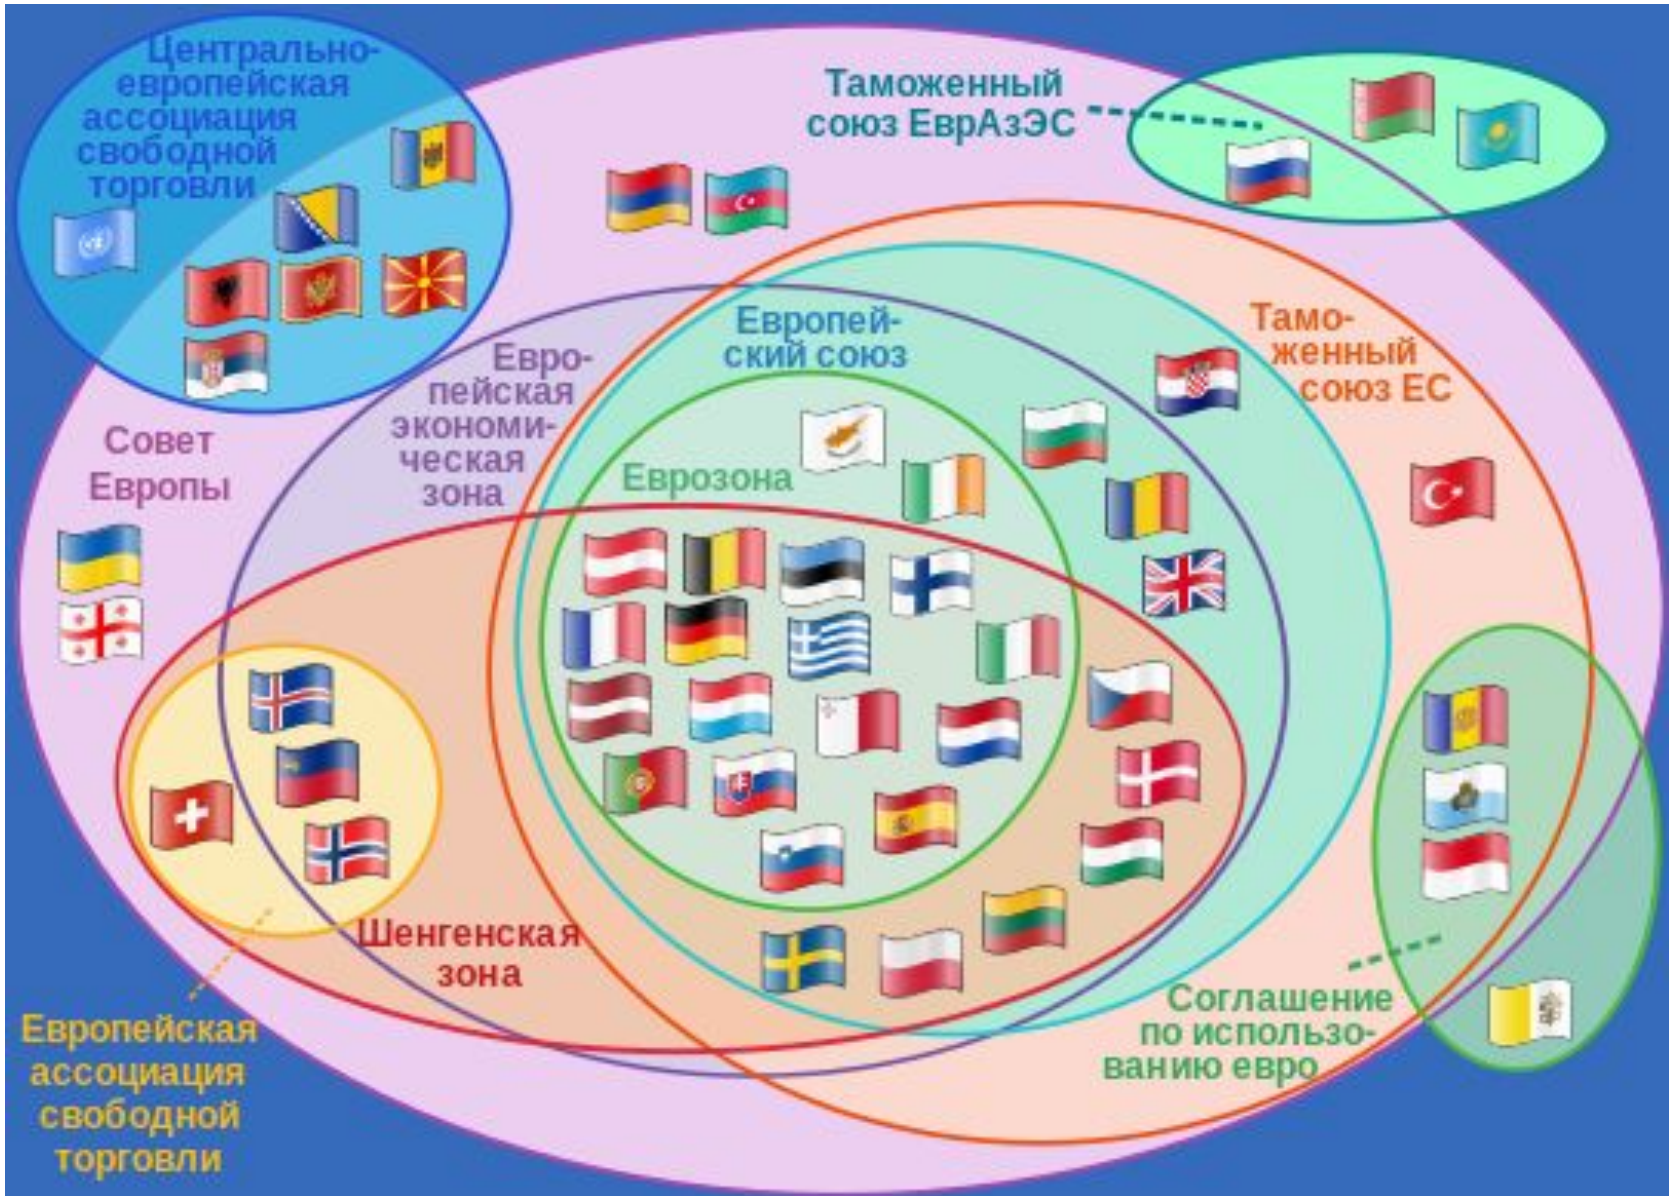 Центрально-
европейская
ассоциация
свободной
торговли
Таможенный
союз ЕврАзЭС
Европей-
ский союз
Тамо-
женный
союз ЕС
Евро-
пейская
экономи-
ческая
зона
Совет
Европы
Еврозона
Шенгенская
зона
Соглашение
по использо-
ванию евро
Европейская
ассоциация
свободной
торговли